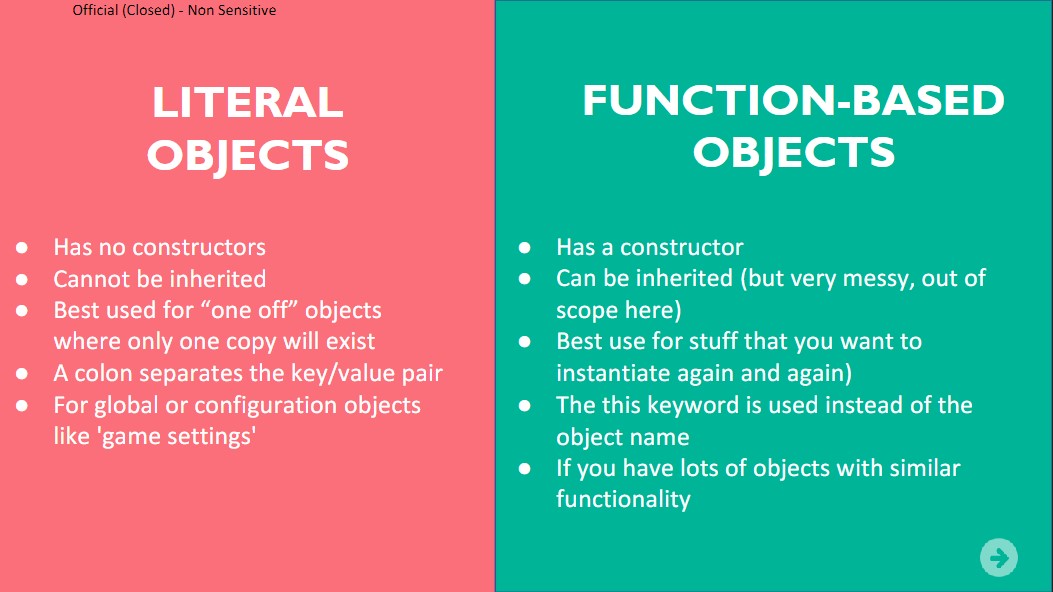 Official (Closed) - Non Sensitive
LITERAL
OBJECTS
● Has no constructors
● Cannot be inherited
● Best used for “one off” objects
where only one copy will exist
● A colon separates the key/value pair
● For global or configuration objects
like 'game settings'
FUNCTION-BASED
OBJECTS
● Has a constructor
● Can be inherited (but very messy, out of
scope here)
● Best use for stuff that you want to
instantiate again and again)
● The this keyword is used instead of the
object name
● If you have lots of objects with similar
functionality